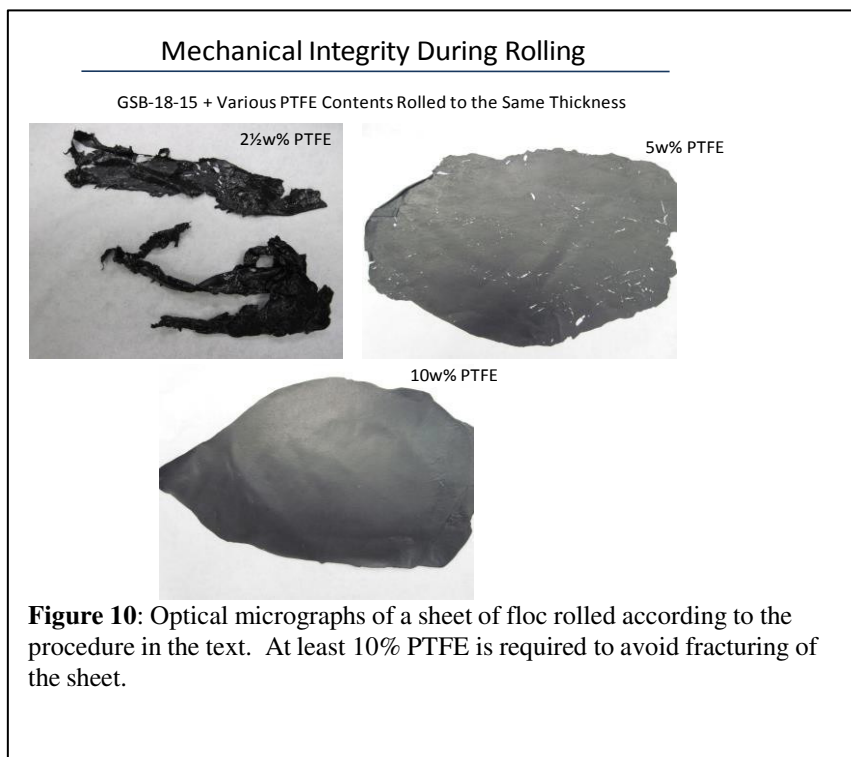 Mechanical Integrity During Rolling
GSB-18-15 + Various PTFE Contents Rolled to the Same Thickness
2½w% PTFE
5w% PTFE
10w% PTFE
Figure 10: Optical micrographs of a sheet of floc rolled according to the
procedure in the text. At least 10% PTFE is required to avoid fracturing of
the sheet.